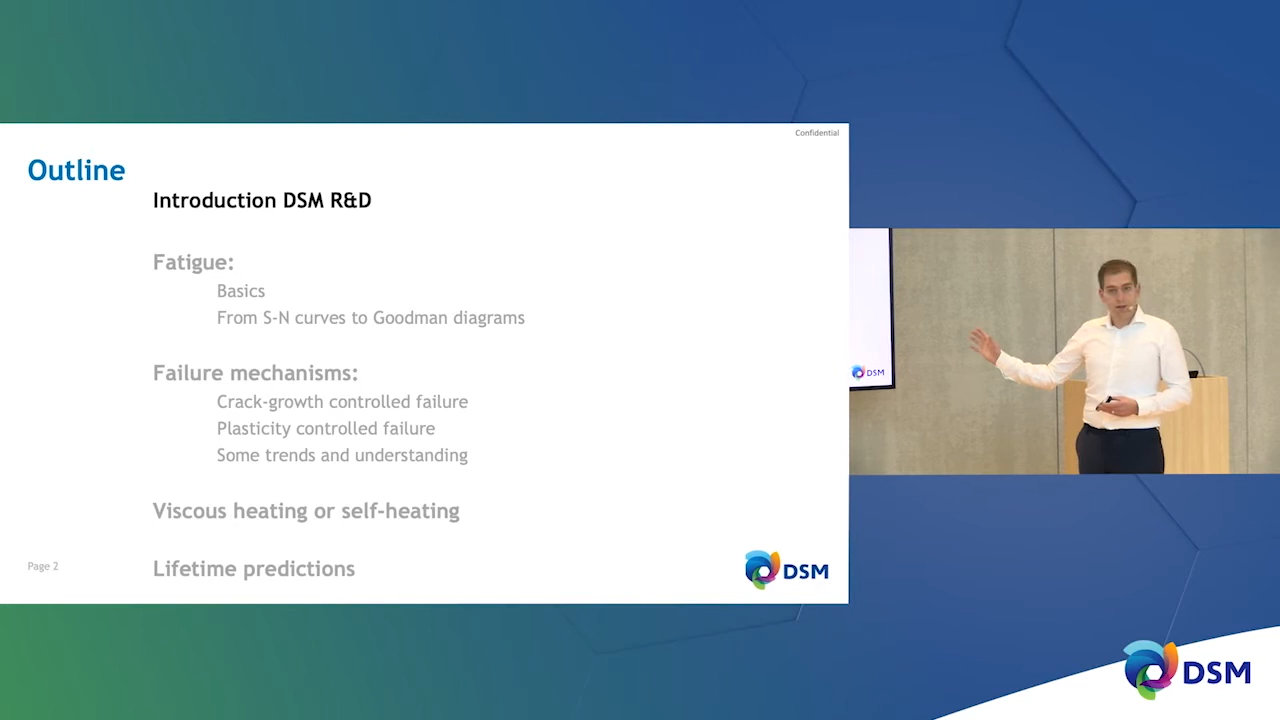 Confidential
Outline
Introduction DSM R&D
Fatigue:
Basics
From S-N curves to Goodman diagrams
Failure mechanisms:
Crack-growth controlled failure
Plasticity controlled failure
Some trends and understanding
Viscous heating or self-heating
Lifetime predictions
Page 2
DSM
DSM
DSM